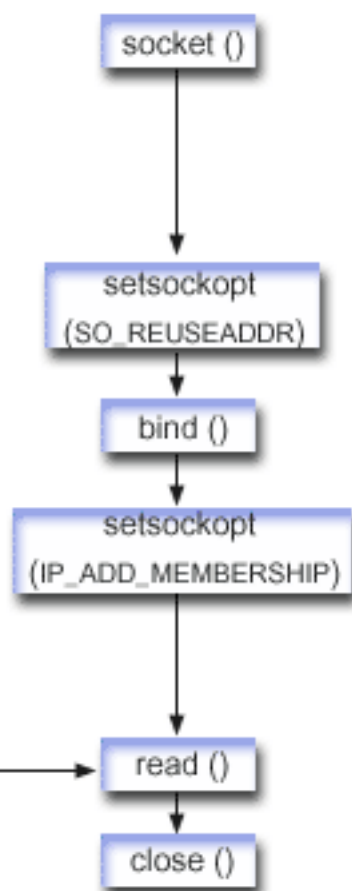 socket ()
setsockopt
(SO_REUSEADDR)
bind ()
setsockopt
(IP_ADD_MEMBERSHIP)
read ()
close ()